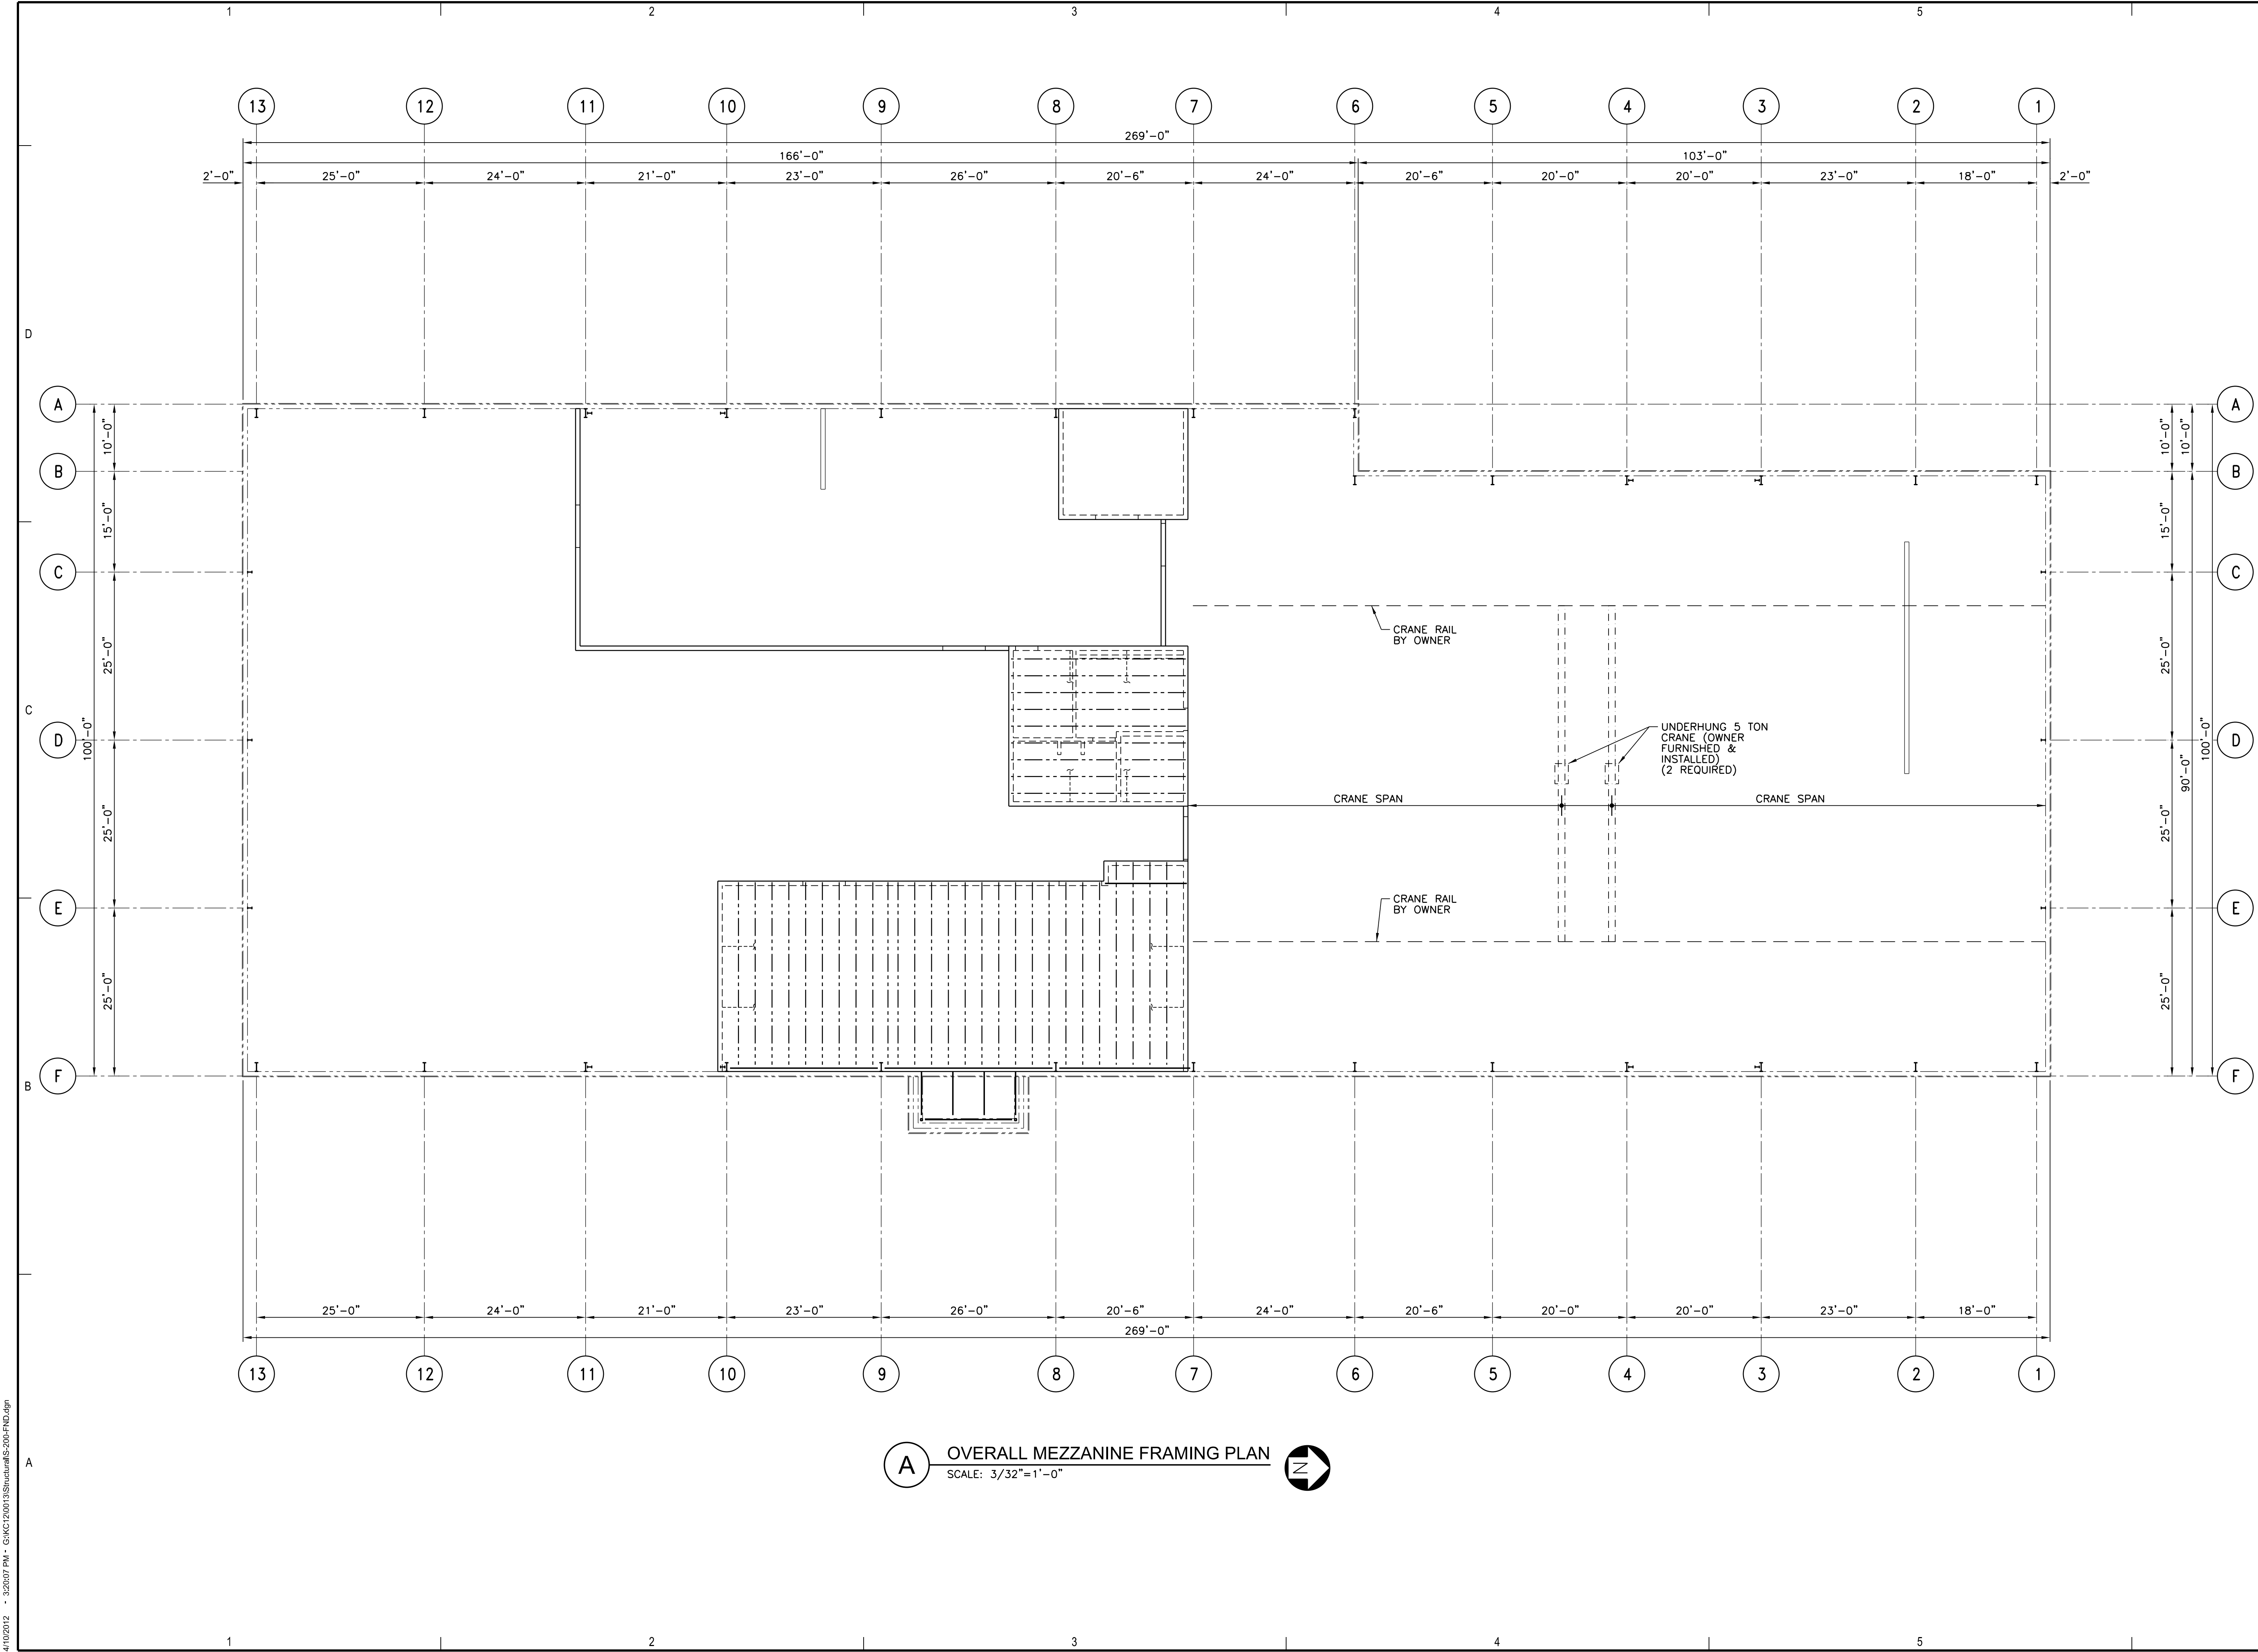 1 2 3 4 5
13 12 11 10 9 8 7 6 5 4 3 2 1
269'-0"
166'-0" 103'-0"
2'-0" 25'-0" 24'-0" 21'-0" 23'-0" 26'-0" 20'-6" 24'-0" 20'-6" 20'-0" 20'-0" 23'-0" 18'-0" 2'-0"
D
A A
10'-0" 10'-0" 10'-0"
B B
15'-0" 15'-0"
C C
CRANE RAIL
BY OWNER
25'-0" 25'-0"
C
UNDERHUNG 5 TON
CRANE (OWNER
FURNISHED &
INSTALLED)
(2 REQUIRED)
D D
100'-0" 90'-0" 100'-0"
CRANE SPAN CRANE SPAN
25'-0" 25'-0"
CRANE RAIL
BY OWNER
E E
25'-0" 25'-0"
F F
B
25'-0" 24'-0" 21'-0" 23'-0" 26'-0" 20'-6" 24'-0" 20'-6" 20'-0" 20'-0" 23'-0" 18'-0"
269'-0"
13 12 11 10 9 8 7 6 5 4 3 2 1
A
A OVERALL MEZZANINE FRAMING PLAN
SCALE: 3/32"=1'-0"
N
4/10/2012 - 3:20:07 PM - G:\KC12\0013\Structural\S-200-FND.dgn
1 2 3 4 5